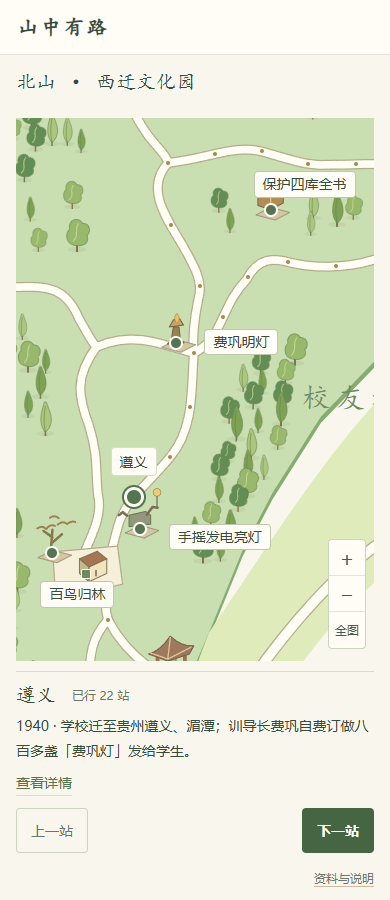 山中有路
北山 • 西迁文化园
保护四库全书
费巩明灯
校友
遵义
手摇发电亮灯
百鸟归林
+
−
全图
遵义 已行 22 站
1940 · 学校迁至贵州遵义、湄潭；训导长费巩自费订做八
百多盏「费巩灯」发给学生。
查看详情
上一站
下一站
资料与说明